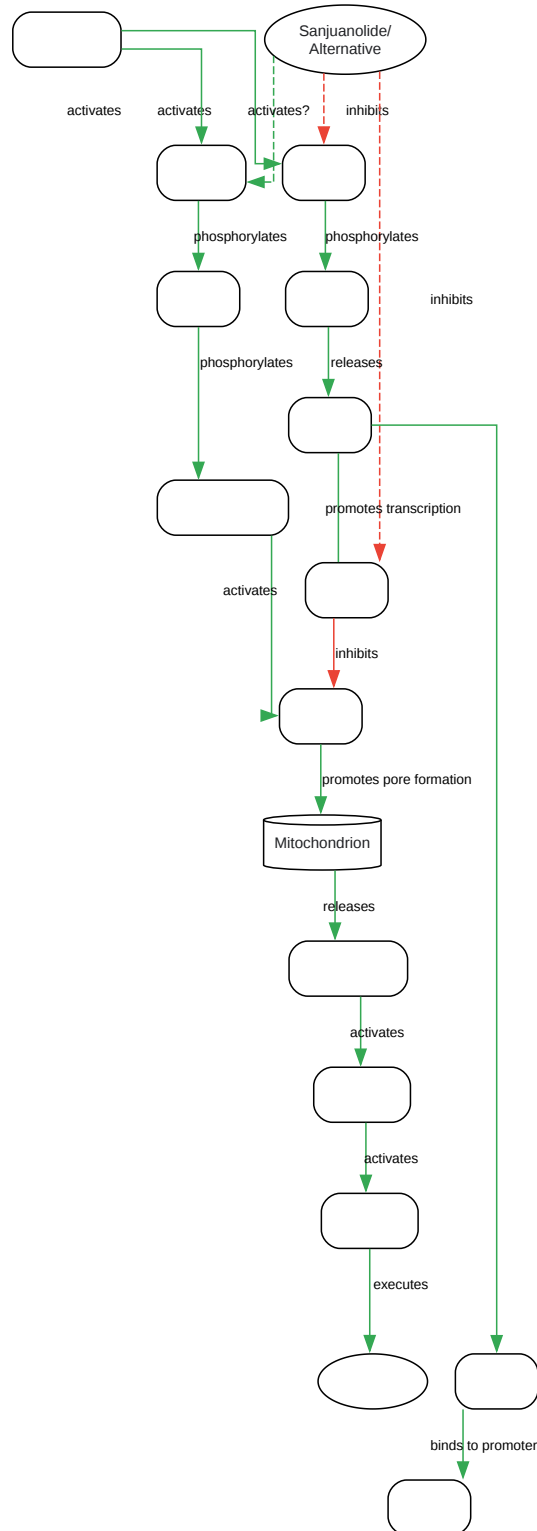 Sanjuanolide/
Alternative
activates
activates
activates?
inhibits
phosphorylates
phosphorylates
inhibits
phosphorylates
releases
promotes transcription
activates
inhibits
promotes pore formation
Mitochondrion
releases
activates
activates
executes
binds to promoter